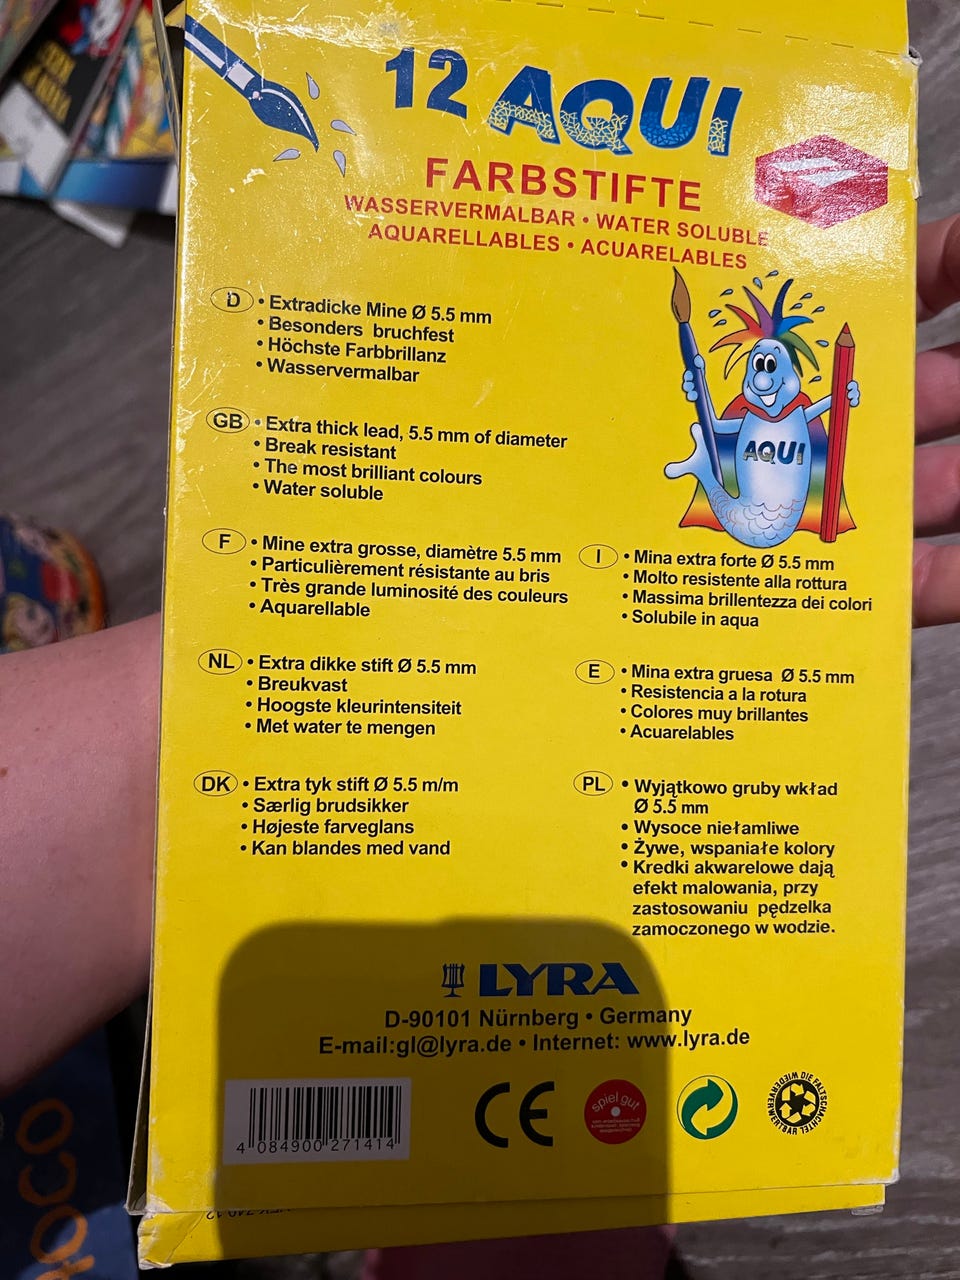 12 AQUI
FARBSTIFTE
WASSERVERMALBAR • WATER SOLUBLE
AQUARELLABLES • ACUARELABLES
D • Extradicke Mine Ø 5.5 mm
• Besonders bruchfest
• Höchste Farbbrillanz
• Wasservermalbar
GB • Extra thick lead, 5.5 mm of diameter
• Break resistant
• The most brilliant colours
• Water soluble
AQUI
F • Mine extra grosse, diamètre 5.5 mm
• Particulièrement résistante au bris
• Très grande luminosité des couleurs
• Aquarellable
I • Mina extra forte Ø 5.5 mm
• Molto resistente alla rottura
• Massima brillentezza dei colori
• Solubile in aqua
NL • Extra dikke stift Ø 5.5 mm
• Breukvast
• Hoogste kleurintensiteit
• Met water te mengen
E • Mina extra gruesa Ø 5.5 mm
• Resistencia a la rotura
• Colores muy brillantes
• Acuarelables
DK • Extra tyk stift Ø 5.5 m/m
• Særlig brudsikker
• Højeste farveglans
• Kan blandes med vand
PL • Wyjątkowo gruby wkład
Ø 5.5 mm
• Wysoce niełamliwe
• Żywe, wspaniałe kolory
• Kredki akwarelowe dają
efekt malowania, przy
zastosowaniu pędzelka
zamoczonego w wodzie.
LYRA
D-90101 Nürnberg • Germany
E-mail:gl@lyra.de • Internet: www.lyra.de
4 084900 271414
CE
spiel gut
DIE FALTSCHACHTEL
WIEDERVERWERTBAR